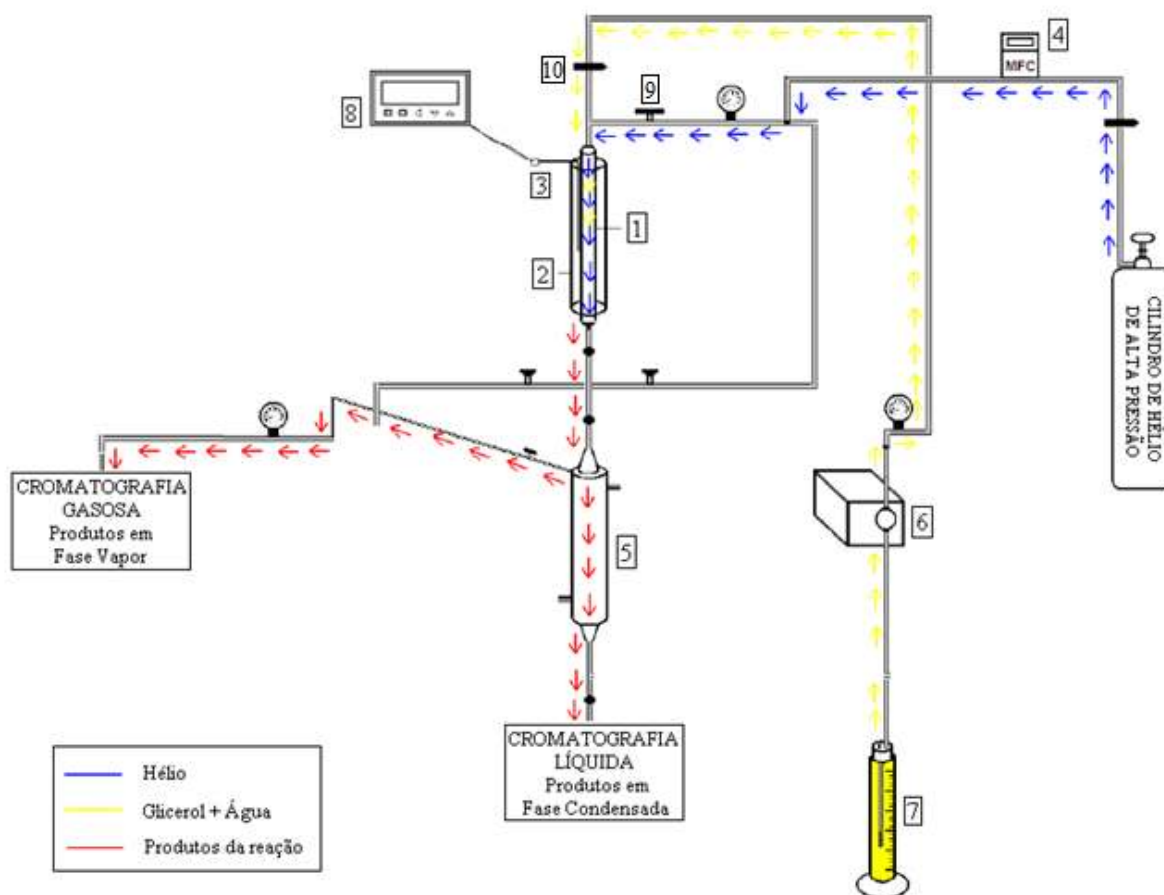 4
MFC
10
9
8
3
1
2
CILINDRO DE HÉLIO
DE ALTA PRESSÃO
CROMATOGRAFIA
GASOSA
Produtos em
Fase Vapor
6
5
CROMATOGRAFIA
LÍQUIDA
Produtos em
Fase Condensada
7
Hélio
Glicerol + Água
Produtos da reação